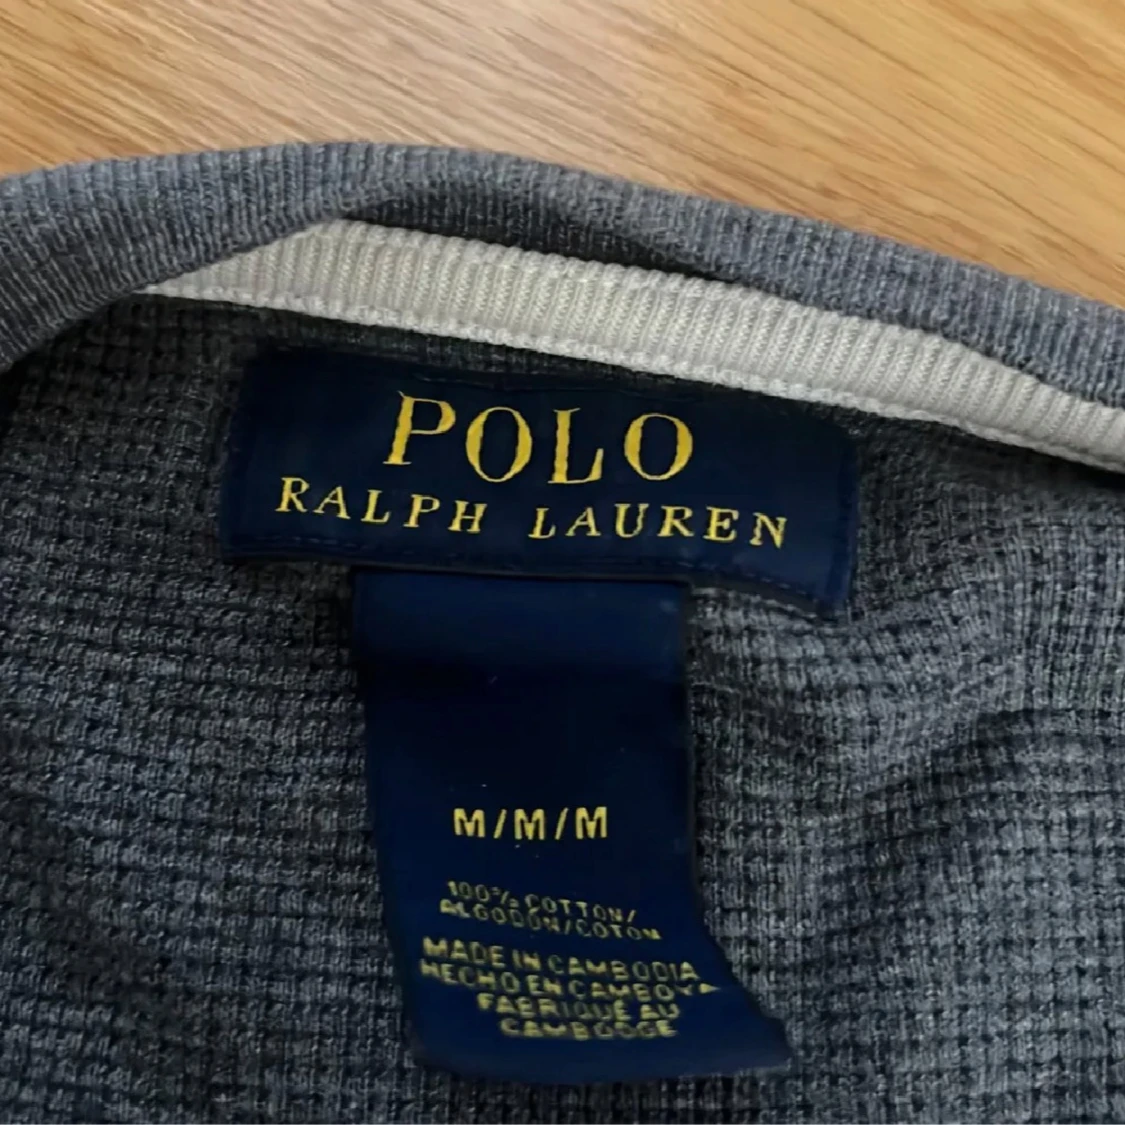 POLO
RALPH LAUREN
M/M/M
100% COTTON/
ALGODON/COTON
MADE IN CAMBODIA
HECHO EN CAMBOYA
FABRIQUÉ AU
CAMBODGE